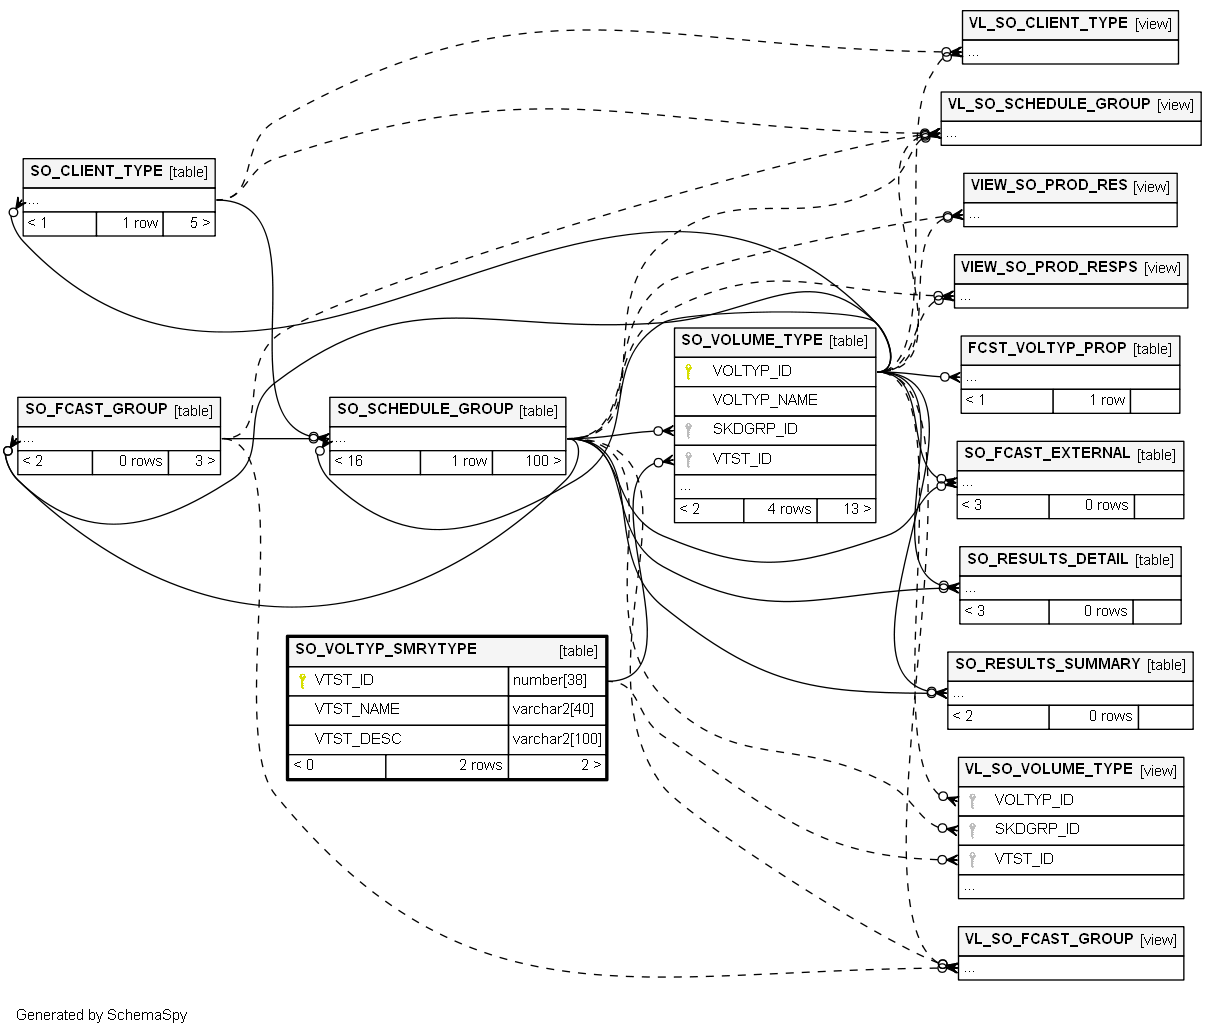 VL_SO_CLIENT_TYPE [view]
...
VL_SO_SCHEDULE_GROUP [view]
...
SO_CLIENT_TYPE [table]
...
< 1 1 row 5 >
VIEW_SO_PROD_RES [view]
...
VIEW_SO_PROD_RESPS [view]
...
SO_VOLUME_TYPE [table]
VOLTYP_ID
VOLTYP_NAME
SKDGRP_ID
VTST_ID
...
< 2 4 rows 13 >
FCST_VOLTYP_PROP [table]
...
< 1 1 row
SO_FCAST_GROUP [table]
...
< 2 0 rows 3 >
SO_SCHEDULE_GROUP [table]
...
< 16 1 row 100 >
SO_FCAST_EXTERNAL [table]
...
< 3 0 rows
SO_RESULTS_DETAIL [table]
...
< 3 0 rows
SO_VOLTYP_SMRYTYPE [table]
VTST_ID number[38]
VTST_NAME varchar2[40]
VTST_DESC varchar2[100]
< 0 2 rows 2 >
SO_RESULTS_SUMMARY [table]
...
< 2 0 rows
VL_SO_VOLUME_TYPE [view]
VOLTYP_ID
SKDGRP_ID
VTST_ID
...
VL_SO_FCAST_GROUP [view]
...
Generated by SchemaSpy